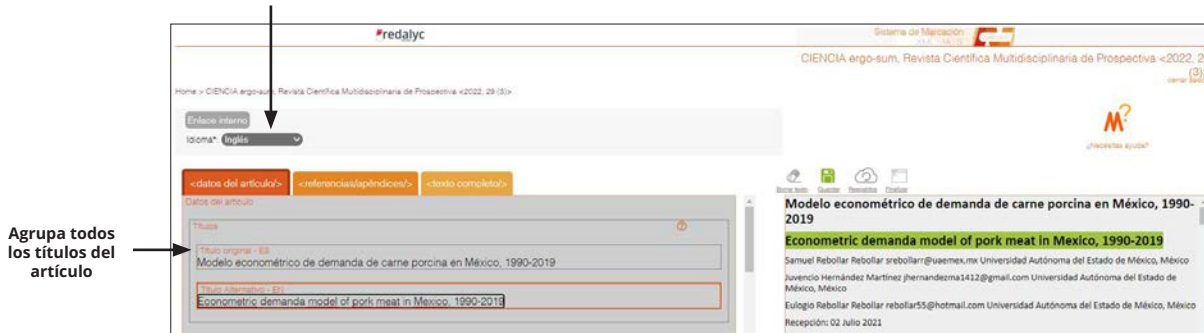 redalyc
Sistema de Marcación
CIENCIA ergo-sum, Revista Científica Multidisciplinaria de Prospectiva <2022, 29
(3)>
Home > CIENCIA ergo-sum, Revista Científica Multidisciplinaria de Prospectiva <2022, 29 (3)>
Enlace interno
Idioma*: Inglés
¿Necesitas ayuda?
<datos del artículo/> <referencias/apéndices/> <texto completo/>
Datos del artículo
Títulos
Agrupa todos
los títulos del
artículo
Título original - ES
Modelo econométrico de demanda de carne porcina en México, 1990-2019
Título Alternativo - EN
Econometric demanda model of pork meat in Mexico, 1990-2019
Borrar texto Guardar Finalizar
Modelo econométrico de demanda de carne porcina en México, 1990-
2019
Econometric demanda model of pork meat in Mexico, 1990-2019
Samuel Rebollar Rebollar srebollarr@uaemex.mx Universidad Autónoma del Estado de México, México
Juvencio Hernández Martínez jhernandezma1412@gmail.com Universidad Autónoma del Estado de
México, México
Eulogio Rebollar Rebollar rebollar55@hotmail.com Universidad Autónoma del Estado de México, México
Recepción: 02 Julio 2021